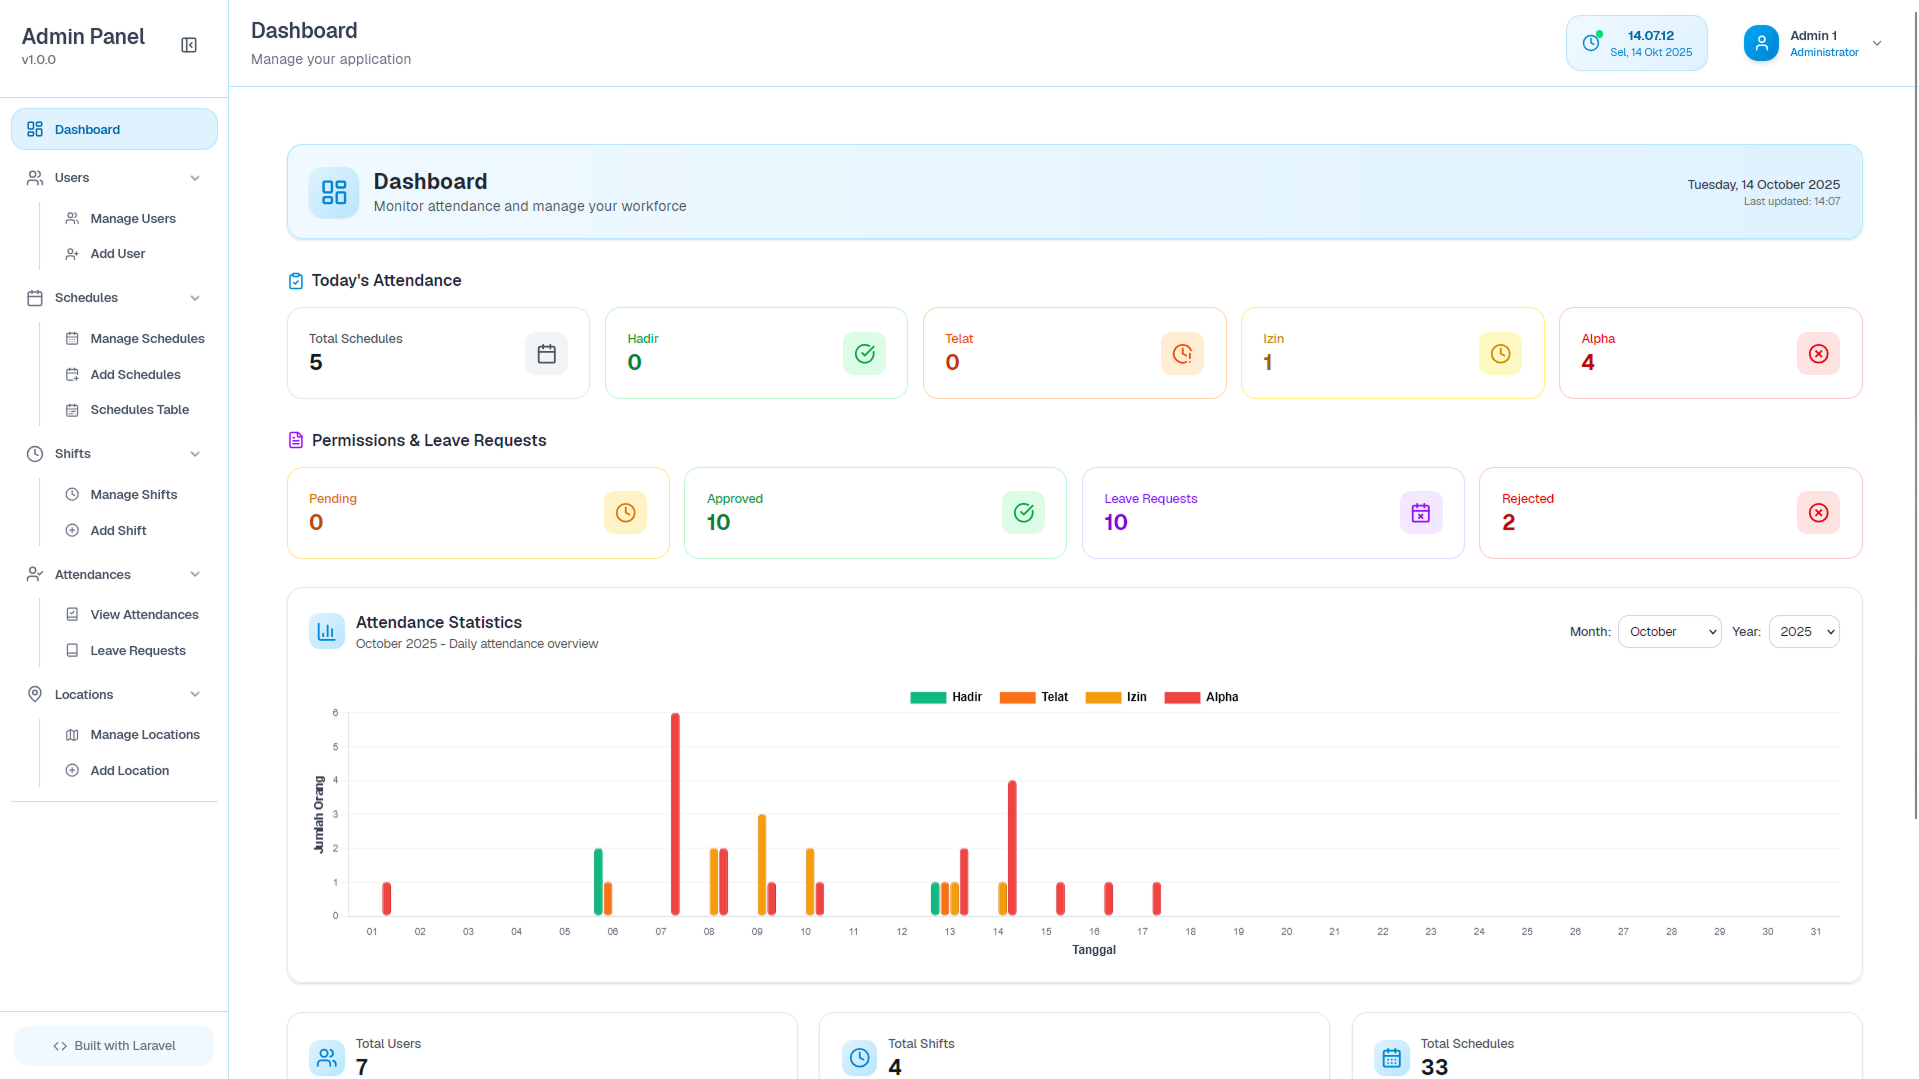 Admin Panel
v1.0.0
Dashboard
Users
Manage Users
Add User
Schedules
Manage Schedules
Add Schedules
Schedules Table
Shifts
Manage Shifts
Add Shift
Attendances
View Attendances
Leave Requests
Locations
Manage Locations
Add Location
Built with Laravel
Dashboard
Manage your application
14.07.12
Sel, 14 Okt 2025
Admin 1
Administrator
Dashboard
Monitor attendance and manage your workforce
Tuesday, 14 October 2025
Last updated: 14:07
Today's Attendance
Total Schedules
5
Hadir
0
Telat
0
Izin
1
Alpha
4
Permissions & Leave Requests
Pending
0
Approved
10
Leave Requests
10
Rejected
2
Attendance Statistics
October 2025 - Daily attendance overview
Month: October Year: 2025
Hadir Telat Izin Alpha
Jumlah Orang
6
5
4
3
2
1
0
01 02 03 04 05 06 07 08 09 10 11 12 13 14 15 16 17 18 19 20 21 22 23 24 25 26 27 28 29 30 31
Tanggal
Total Users
7
Total Shifts
4
Total Schedules
33